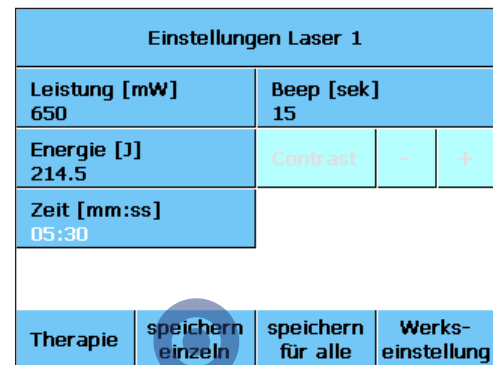 Einstellungen Laser 1
Leistung [mW]
650
Beep [sek]
15
Energie [J]
214.5
Contrast - +
Zeit [mm:ss]
05:30
Therapie
speichern
einzeln
speichern
für alle
Werks-
einstellung